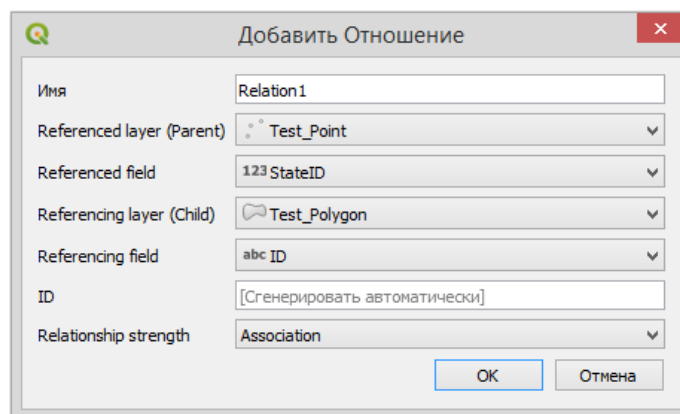 Добавить Отношение
Имя Relation1
Referenced layer (Parent) Test_Point
Referenced field 123 StateID
Referencing layer (Child) Test_Polygon
Referencing field abc ID
ID [Сгенерировать автоматически]
Relationship strength Association
OK Отмена